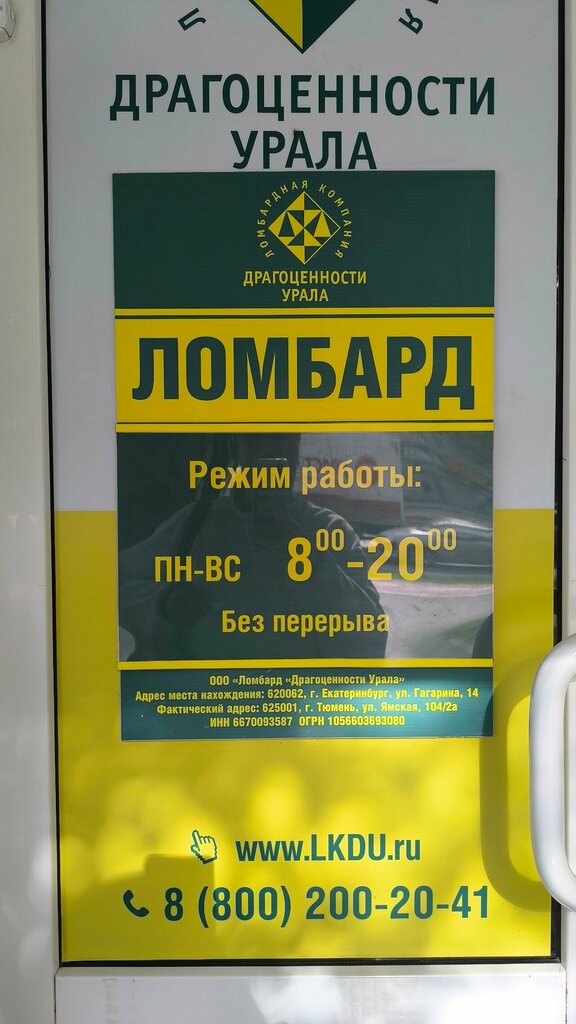 ДРАГОЦЕННОСТИ
УРАЛА
ЛОМБАРДНАЯ КОМПАНИЯ
ДРАГОЦЕННОСТИ
УРАЛА
ЛОМБАРД
Режим работы:
ПН-ВС 8⁰⁰-20⁰⁰
Без перерыва
ООО «Ломбард «Драгоценности Урала»
Адрес места нахождения: 620062, г. Екатеринбург, ул. Гагарина, 14
Фактический адрес: 625001, г. Тюмень, ул. Ямская, 104/2а
ИНН 6670093587 ОГРН 1056603693080
www.LKDU.ru
8 (800) 200-20-41